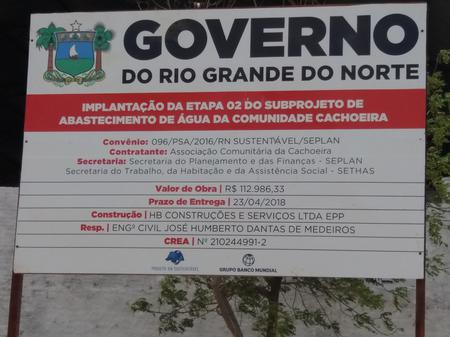 GOVERNO
DO RIO GRANDE DO NORTE
IMPLANTAÇÃO DA ETAPA 02 DO SUBPROJETO DE
ABASTECIMENTO DE ÁGUA DA COMUNIDADE CACHOEIRA
Convênio: 096/PSA/2016/RN SUSTENTÁVEL/SEPLAN
Contratante: Associação Comunitária da Cachoeira
Secretaria: Secretaria do Planejamento e das Finanças - SEPLAN
Secretaria do Trabalho, da Habitação e da Assistência Social - SETHAS
Valor de Obra | R$ 112.986,33
Prazo de Entrega | 23/04/2018
Construção | HB CONSTRUÇÕES E SERVIÇOS LTDA EPP
Resp. | ENGº CIVIL JOSÉ HUMBERTO DANTAS DE MEDEIROS
CREA | Nº 210244991-2
PROJETO RN SUSTENTÁVEL
GRUPO BANCO MUNDIAL